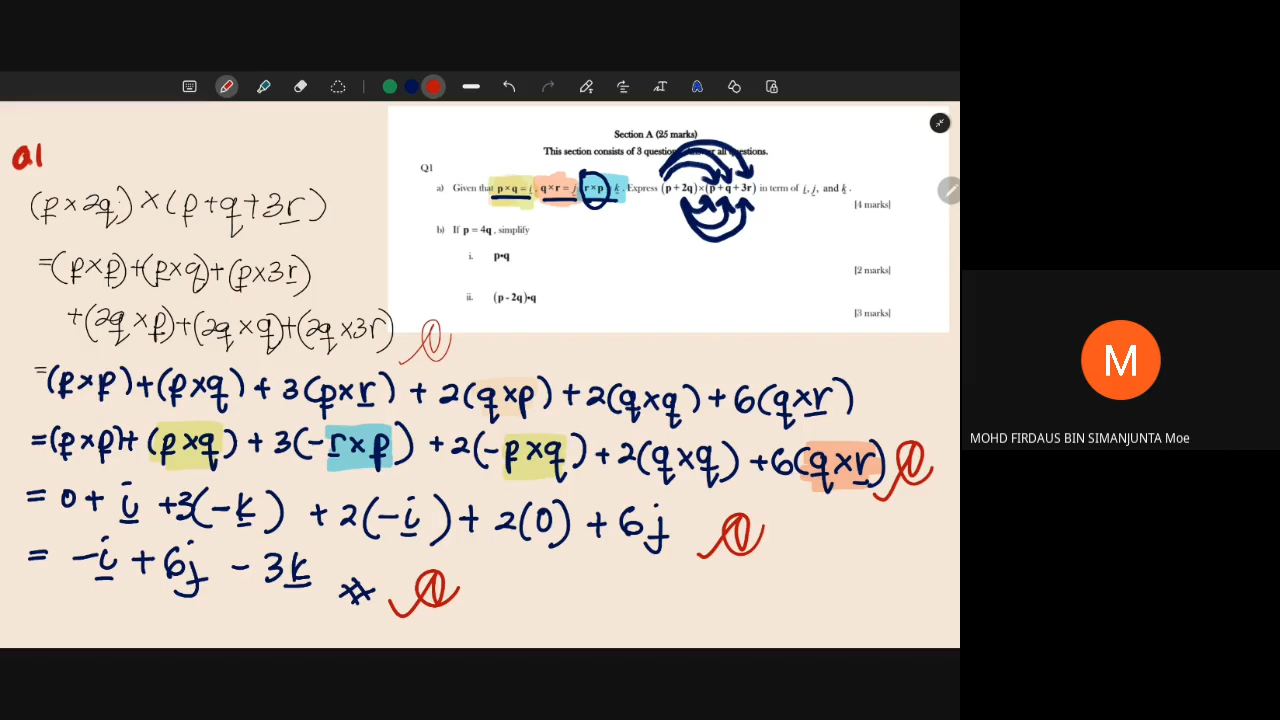 Section A (25 marks)
This section consists of 3 questions. Answer all questions.
Q1
a) Given that p × q = i, q × r = j, r × p = k. Express (p + 2q)×(p + q + 3r) in term of i, j, and k.
[4 marks]
b) If p = 4q, simplify
i. p•q
[2 marks]
ii. (p - 2q)•q
[3 marks]
a1
(p × 2q) × (p + q + 3r)
= (p×p) + (p×q) + (p×3r)
+ (2q × p) + (2q × q) + (2q × 3r)
= (p×p) + (p×q) + 3(p×r) + 2(q×p) + 2(q×q) + 6(q×r)
= (p×p) + (p×q) + 3(-r×p) + 2(-p×q) + 2(q×q) + 6(q×r)
= 0 + i + 3(-k) + 2(-i) + 2(0) + 6j
= -i + 6j - 3k
M
MOHD FIRDAUS BIN SIMANJUNTA Moe